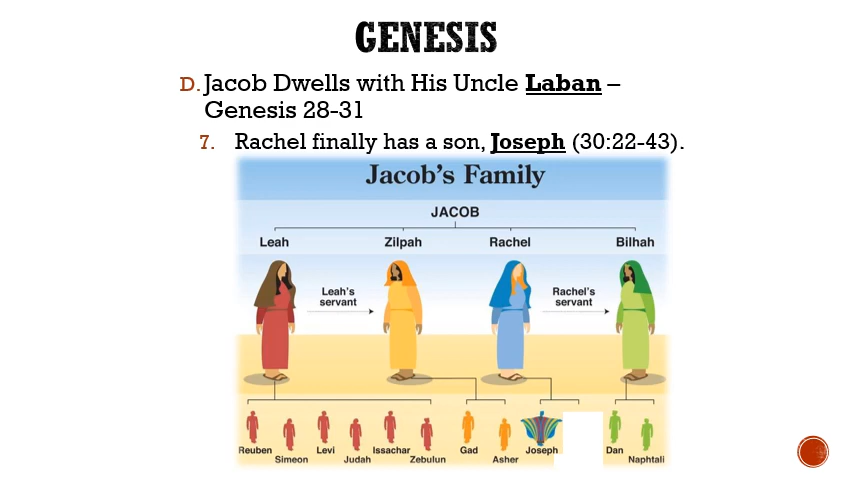 GENESIS
D. Jacob Dwells with His Uncle Laban –
Genesis 28-31
7. Rachel finally has a son, Joseph (30:22-43).
Jacob's Family
JACOB
Leah Zilpah Rachel Bilhah
Leah's
servant
Rachel's
servant
Reuben Simeon Levi Judah Issachar Zebulun Gad Asher Joseph Dan Naphtali